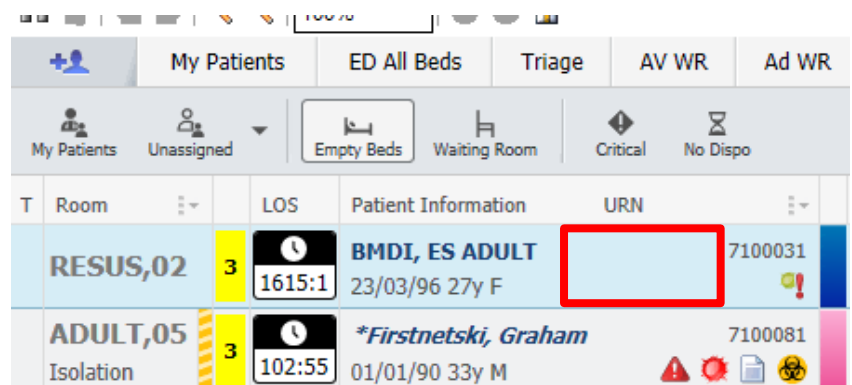 100%
My Patients ED All Beds Triage AV WR Ad WR
My Patients Unassigned Empty Beds Waiting Room Critical No Dispo
T Room LOS Patient Information URN
RESUS,02 3 1615:1 BMDI, ES ADULT 7100031
23/03/96 27y F
ADULT,05 3 102:55 *Firstnetski, Graham 7100081
Isolation 01/01/90 33y M